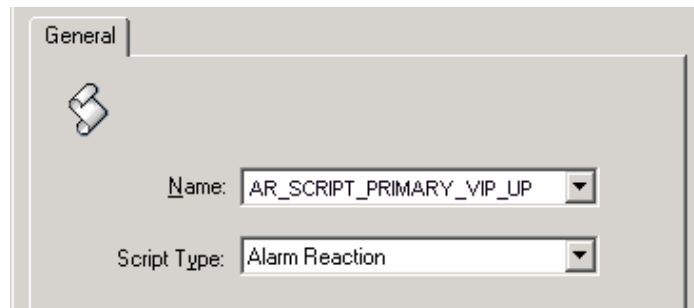 General
Name: AR_SCRIPT_PRIMARY_VIP_UP
Script Type: Alarm Reaction